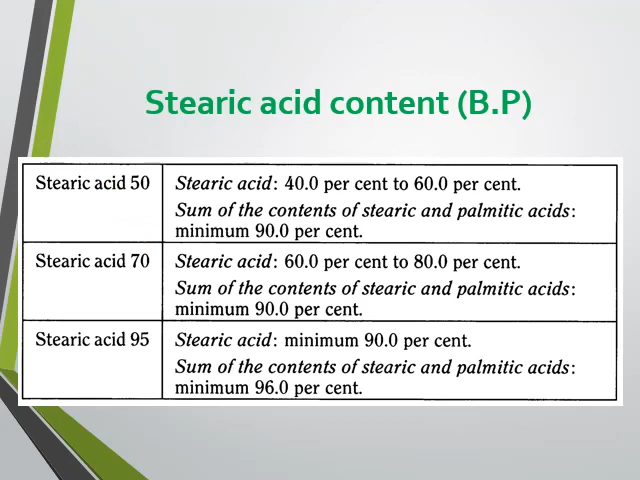 Stearic acid content (B.P)
Stearic acid 50
Stearic acid: 40.0 per cent to 60.0 per cent.
Sum of the contents of stearic and palmitic acids:
minimum 90.0 per cent.
Stearic acid 70
Stearic acid: 60.0 per cent to 80.0 per cent.
Sum of the contents of stearic and palmitic acids:
minimum 90.0 per cent.
Stearic acid 95
Stearic acid: minimum 90.0 per cent.
Sum of the contents of stearic and palmitic acids:
minimum 96.0 per cent.